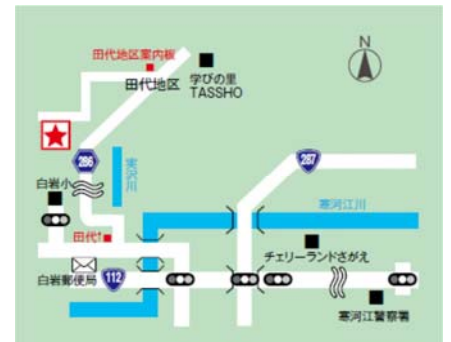 N
田代地区案内板
田代地区
学びの里
TASSHO
286
287
実沢川
白岩小
寒河江川
田代↑
チェリーランドさがえ
白岩郵便局
112
寒河江警察署